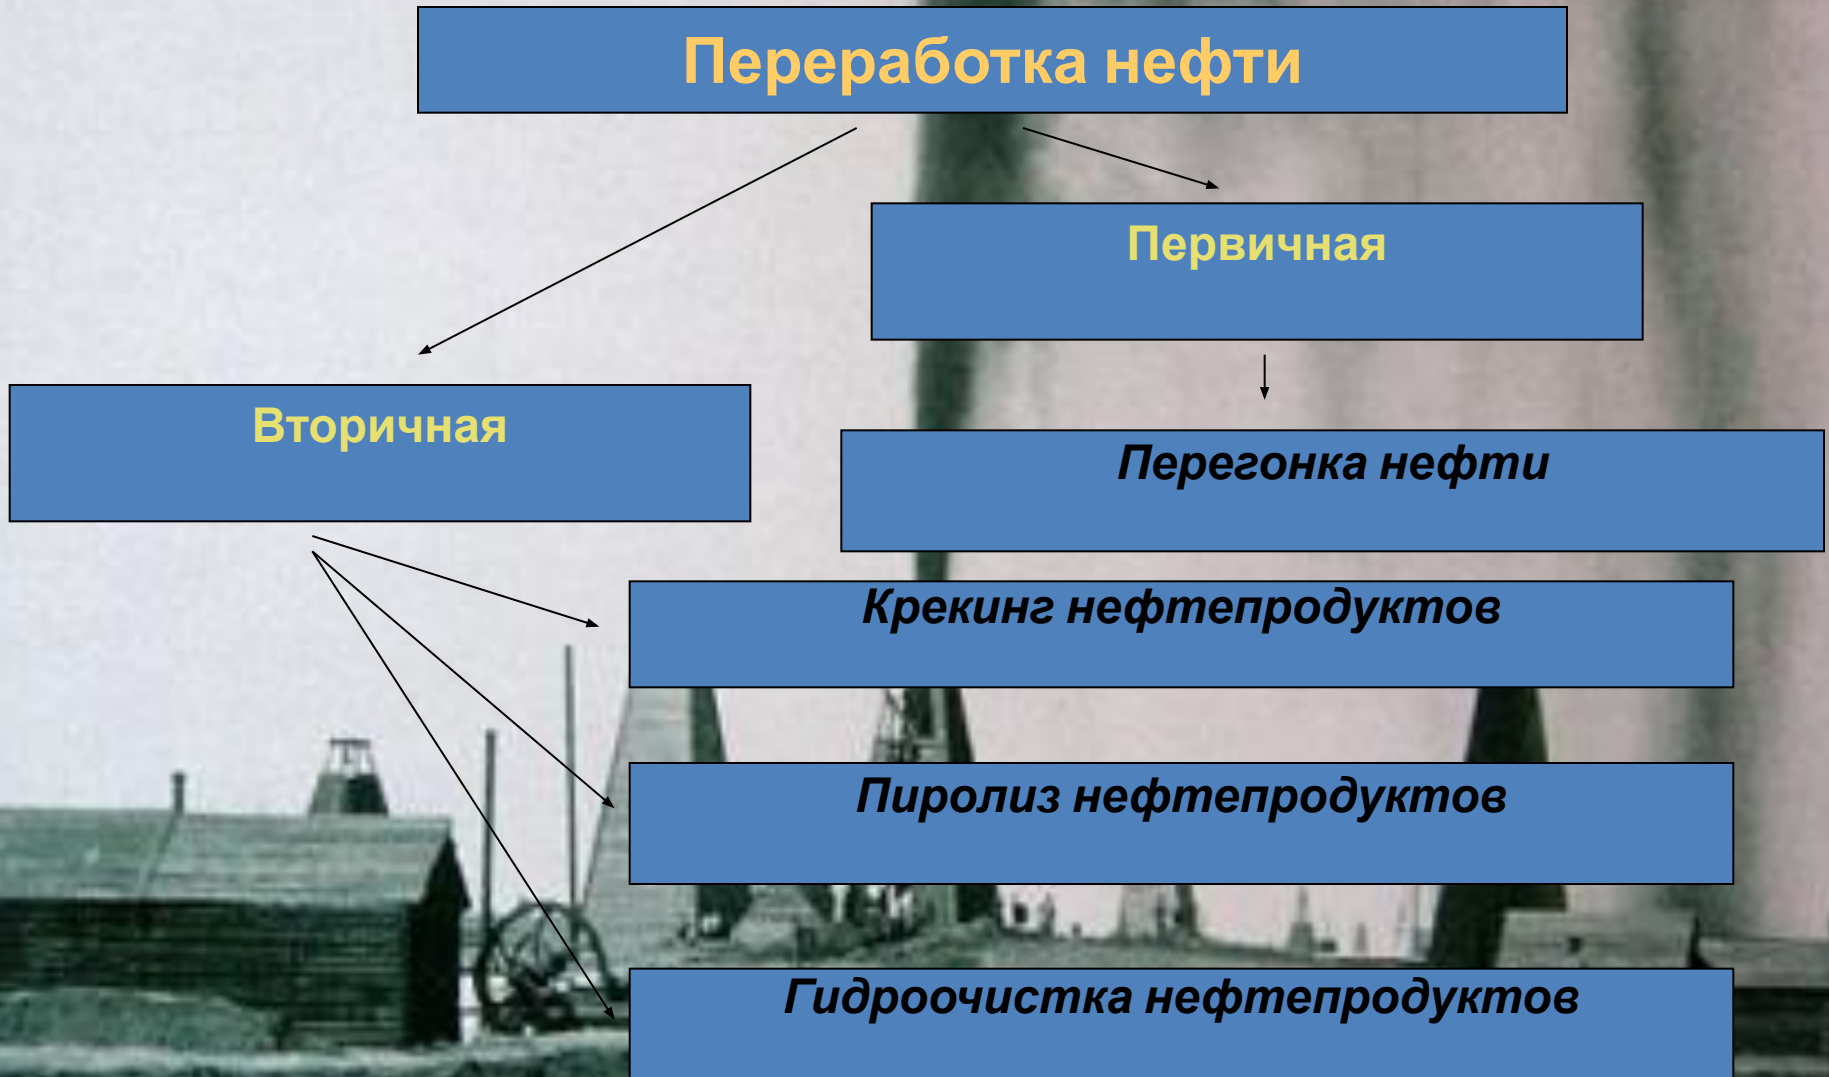 Переработка нефти
Первичная
Вторичная
Перегонка нефти
Крекинг нефтепродуктов
Пиролиз нефтепродуктов
Гидроочистка нефтепродуктов